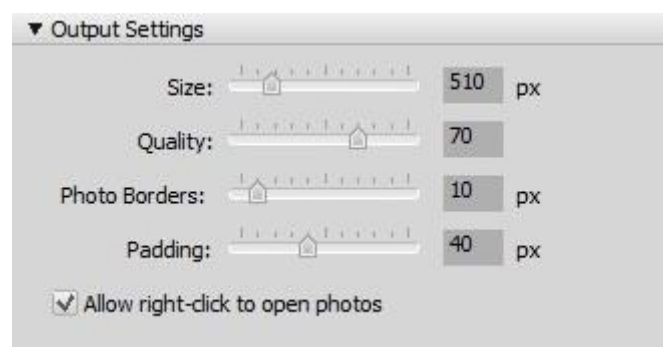 Output Settings
Size: 510 px
Quality: 70
Photo Borders: 10 px
Padding: 40 px
Allow right-click to open photos